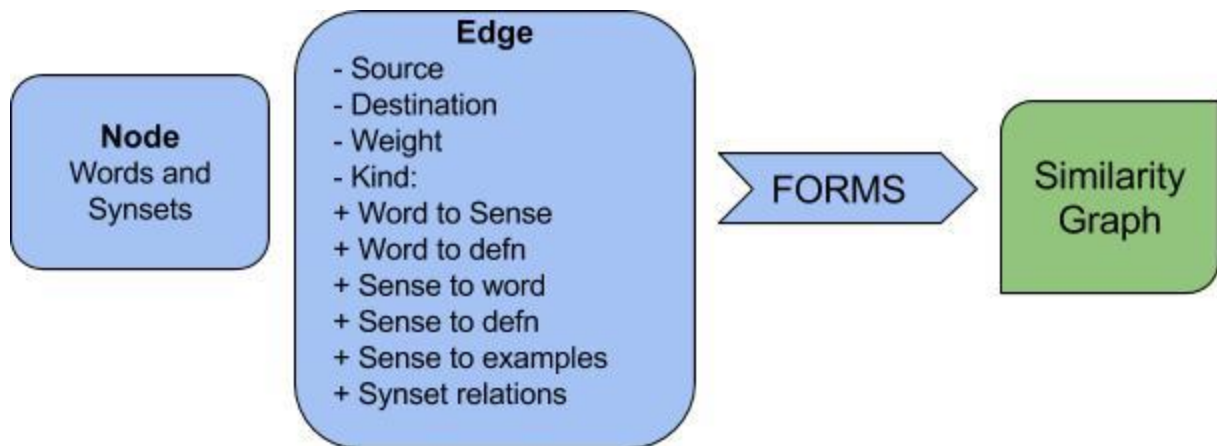 Node
Words and
Synsets
Edge
- Source
- Destination
- Weight
- Kind:
+ Word to Sense
+ Word to defn
+ Sense to word
+ Sense to defn
+ Sense to examples
+ Synset relations
FORMS
Similarity
Graph